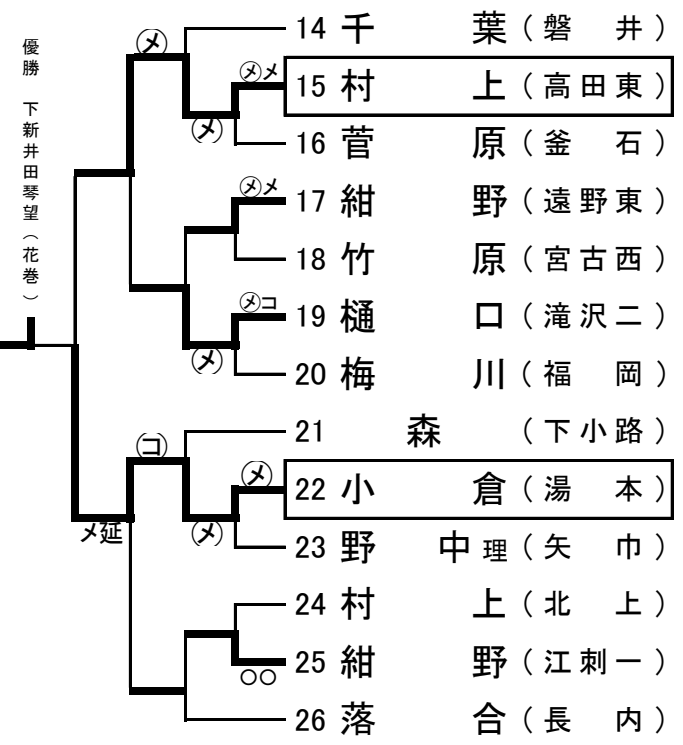 優勝　下新井田琴望（花巻）
14 千葉（磐井）
㋱
㋱メ
15 村上（高田東）
㋱
16 菅原（釜石）
㋱メ
17 紺野（遠野東）
18 竹原（宮古西）
㋱コ
19 樋口（滝沢二）
㋱
20 梅川（福岡）
21 森（下小路）
㋙
㋱
22 小倉（湯本）
メ延
㋱
23 野中理（矢巾）
24 村上（北上）
25 紺野（江刺一）
○○
26 落合（長内）